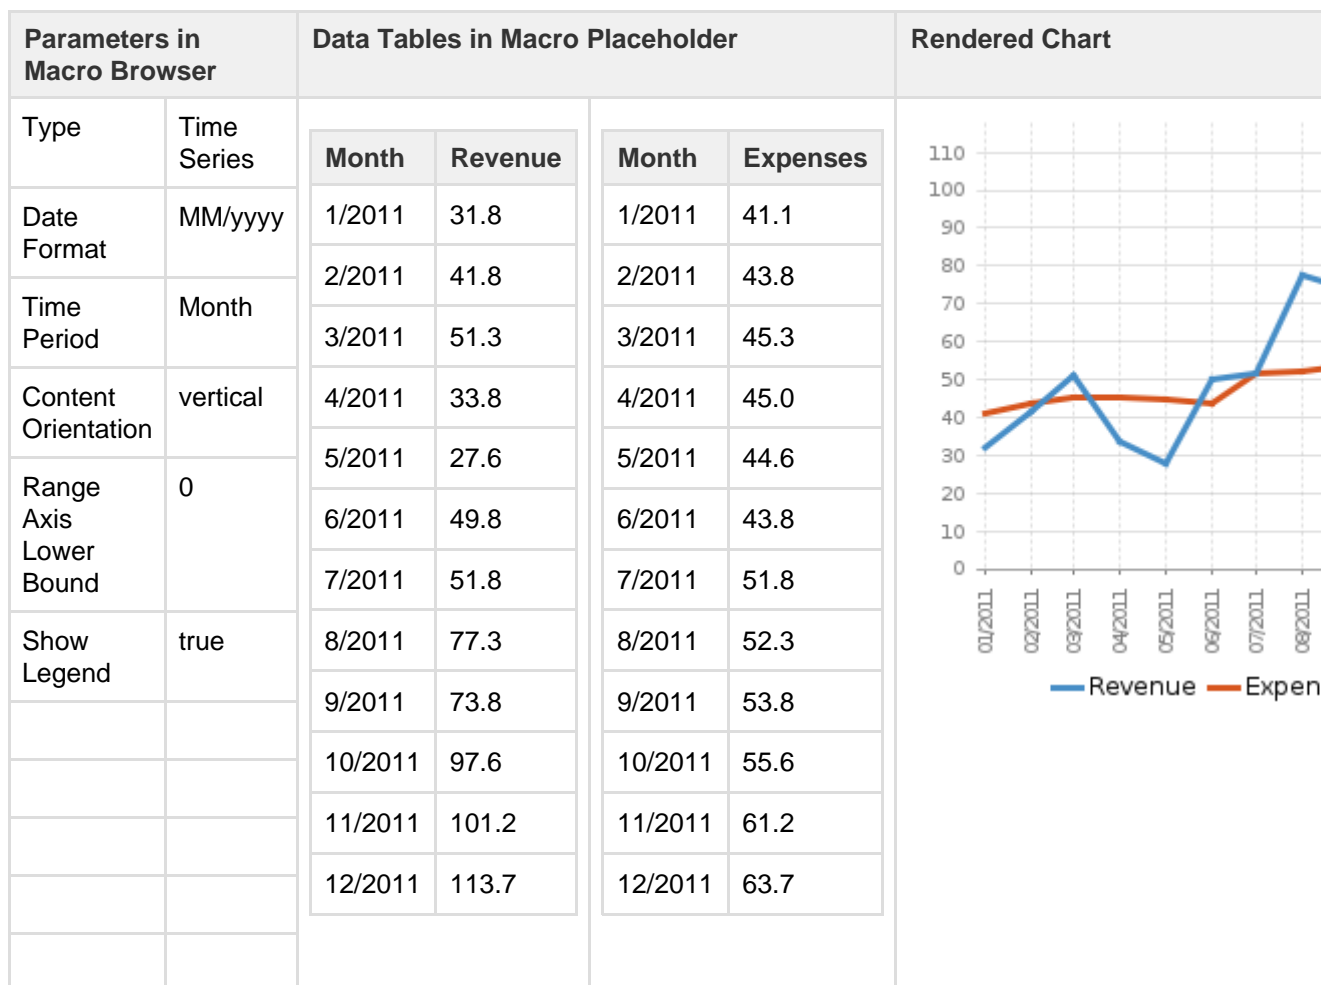 Parameters in
Macro Browser
Data Tables in Macro Placeholder
Rendered Chart
Type
Time
Series
Date
Format
MM/yyyy
Time
Period
Month
Content
Orientation
vertical
Range
Axis
Lower
Bound
0
Show
Legend
true
Month Revenue
1/2011 31.8
2/2011 41.8
3/2011 51.3
4/2011 33.8
5/2011 27.6
6/2011 49.8
7/2011 51.8
8/2011 77.3
9/2011 73.8
10/2011 97.6
11/2011 101.2
12/2011 113.7
Month Expenses
1/2011 41.1
2/2011 43.8
3/2011 45.3
4/2011 45.0
5/2011 44.6
6/2011 43.8
7/2011 51.8
8/2011 52.3
9/2011 53.8
10/2011 55.6
11/2011 61.2
12/2011 63.7
110
100
90
80
70
60
50
40
30
20
10
0
01/2011
02/2011
03/2011
04/2011
05/2011
06/2011
07/2011
08/2011
Revenue Expen